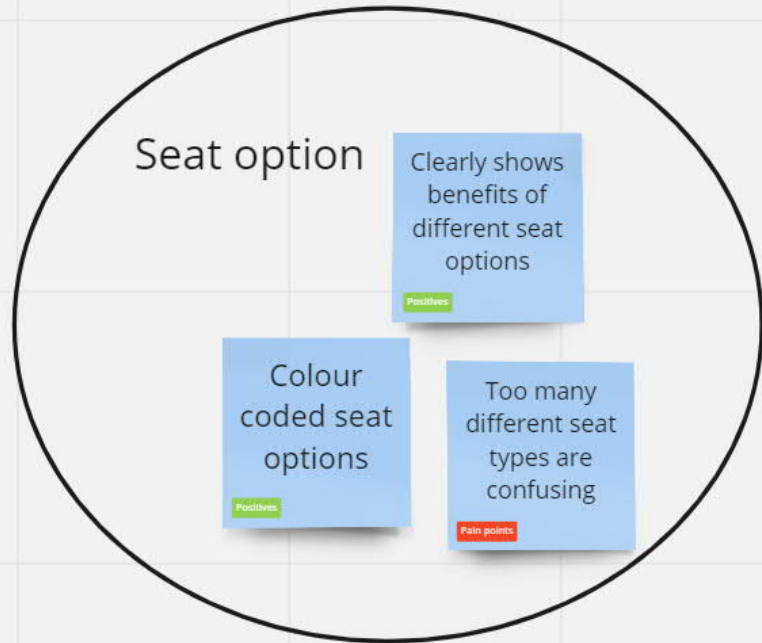 Seat option
Clearly shows
benefits of
different seat
options
Positives
Colour
coded seat
options
Positives
Too many
different seat
types are
confusing
Pain points